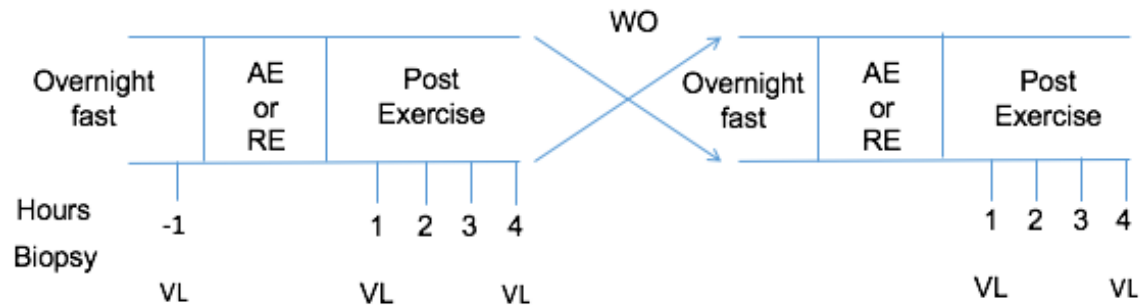 WO
Overnight
fast
AE
or
RE
Post
Exercise
Overnight
fast
AE
or
RE
Post
Exercise
Hours
-1 1 2 3 4 1 2 3 4
Biopsy
VL VL VL VL VL